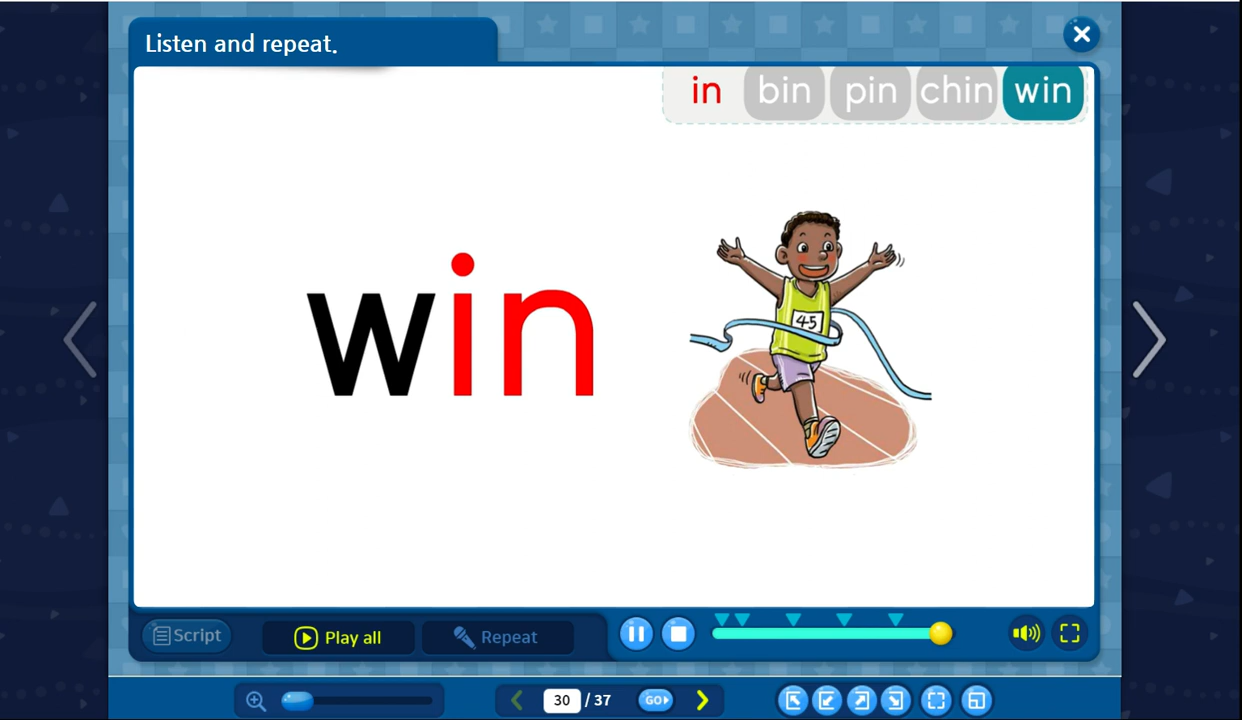 Listen and repeat.
in bin pin chin win
win
45
Script Play all Repeat
30 / 37 GO